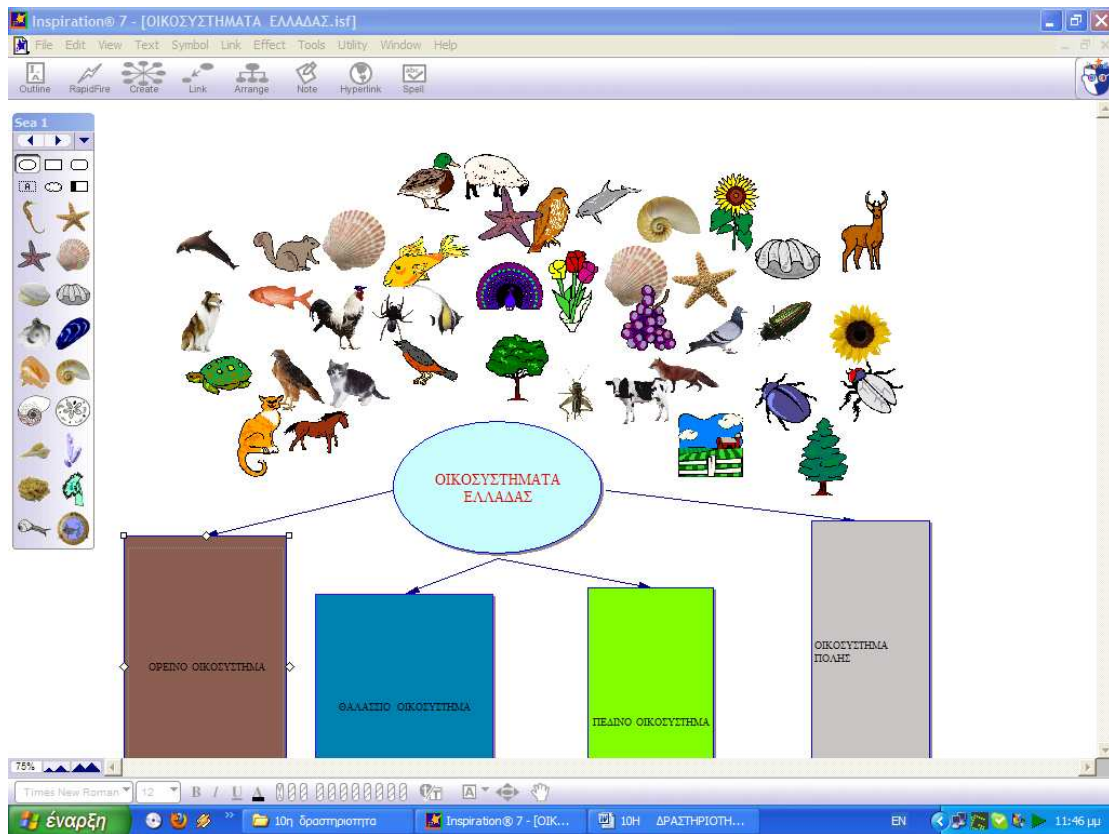 Inspiration® 7 - [ΟΙΚΟΣΥΣΤΗΜΑΤΑ ΕΛΛΑΔΑΣ.isf]
File Edit View Text Symbol Link Effect Tools Utility Window Help
Outline RapidFire Create Link Arrange Note Hyperlink Spell
Sea 1
ΟΙΚΟΣΥΣΤΗΜΑΤΑ
ΕΛΛΑΔΑΣ
ΟΡΕΙΝΟ ΟΙΚΟΣΥΣΤΗΜΑ
ΘΑΛΑΣΣΙΟ ΟΙΚΟΣΥΣΤΗΜΑ
ΠΕΔΙΝΟ ΟΙΚΟΣΥΣΤΗΜΑ
ΟΙΚΟΣΥΣΤΗΜΑ
ΠΟΛΗΣ
75%
Times New Roman 12 B I U A
έναρξη
10η δραστηριοτητα
Inspiration® 7 - [ΟΙΚ...
10Η ΔΡΑΣΤΗΡΙΟΤΗ...
EN
11:46 μμ